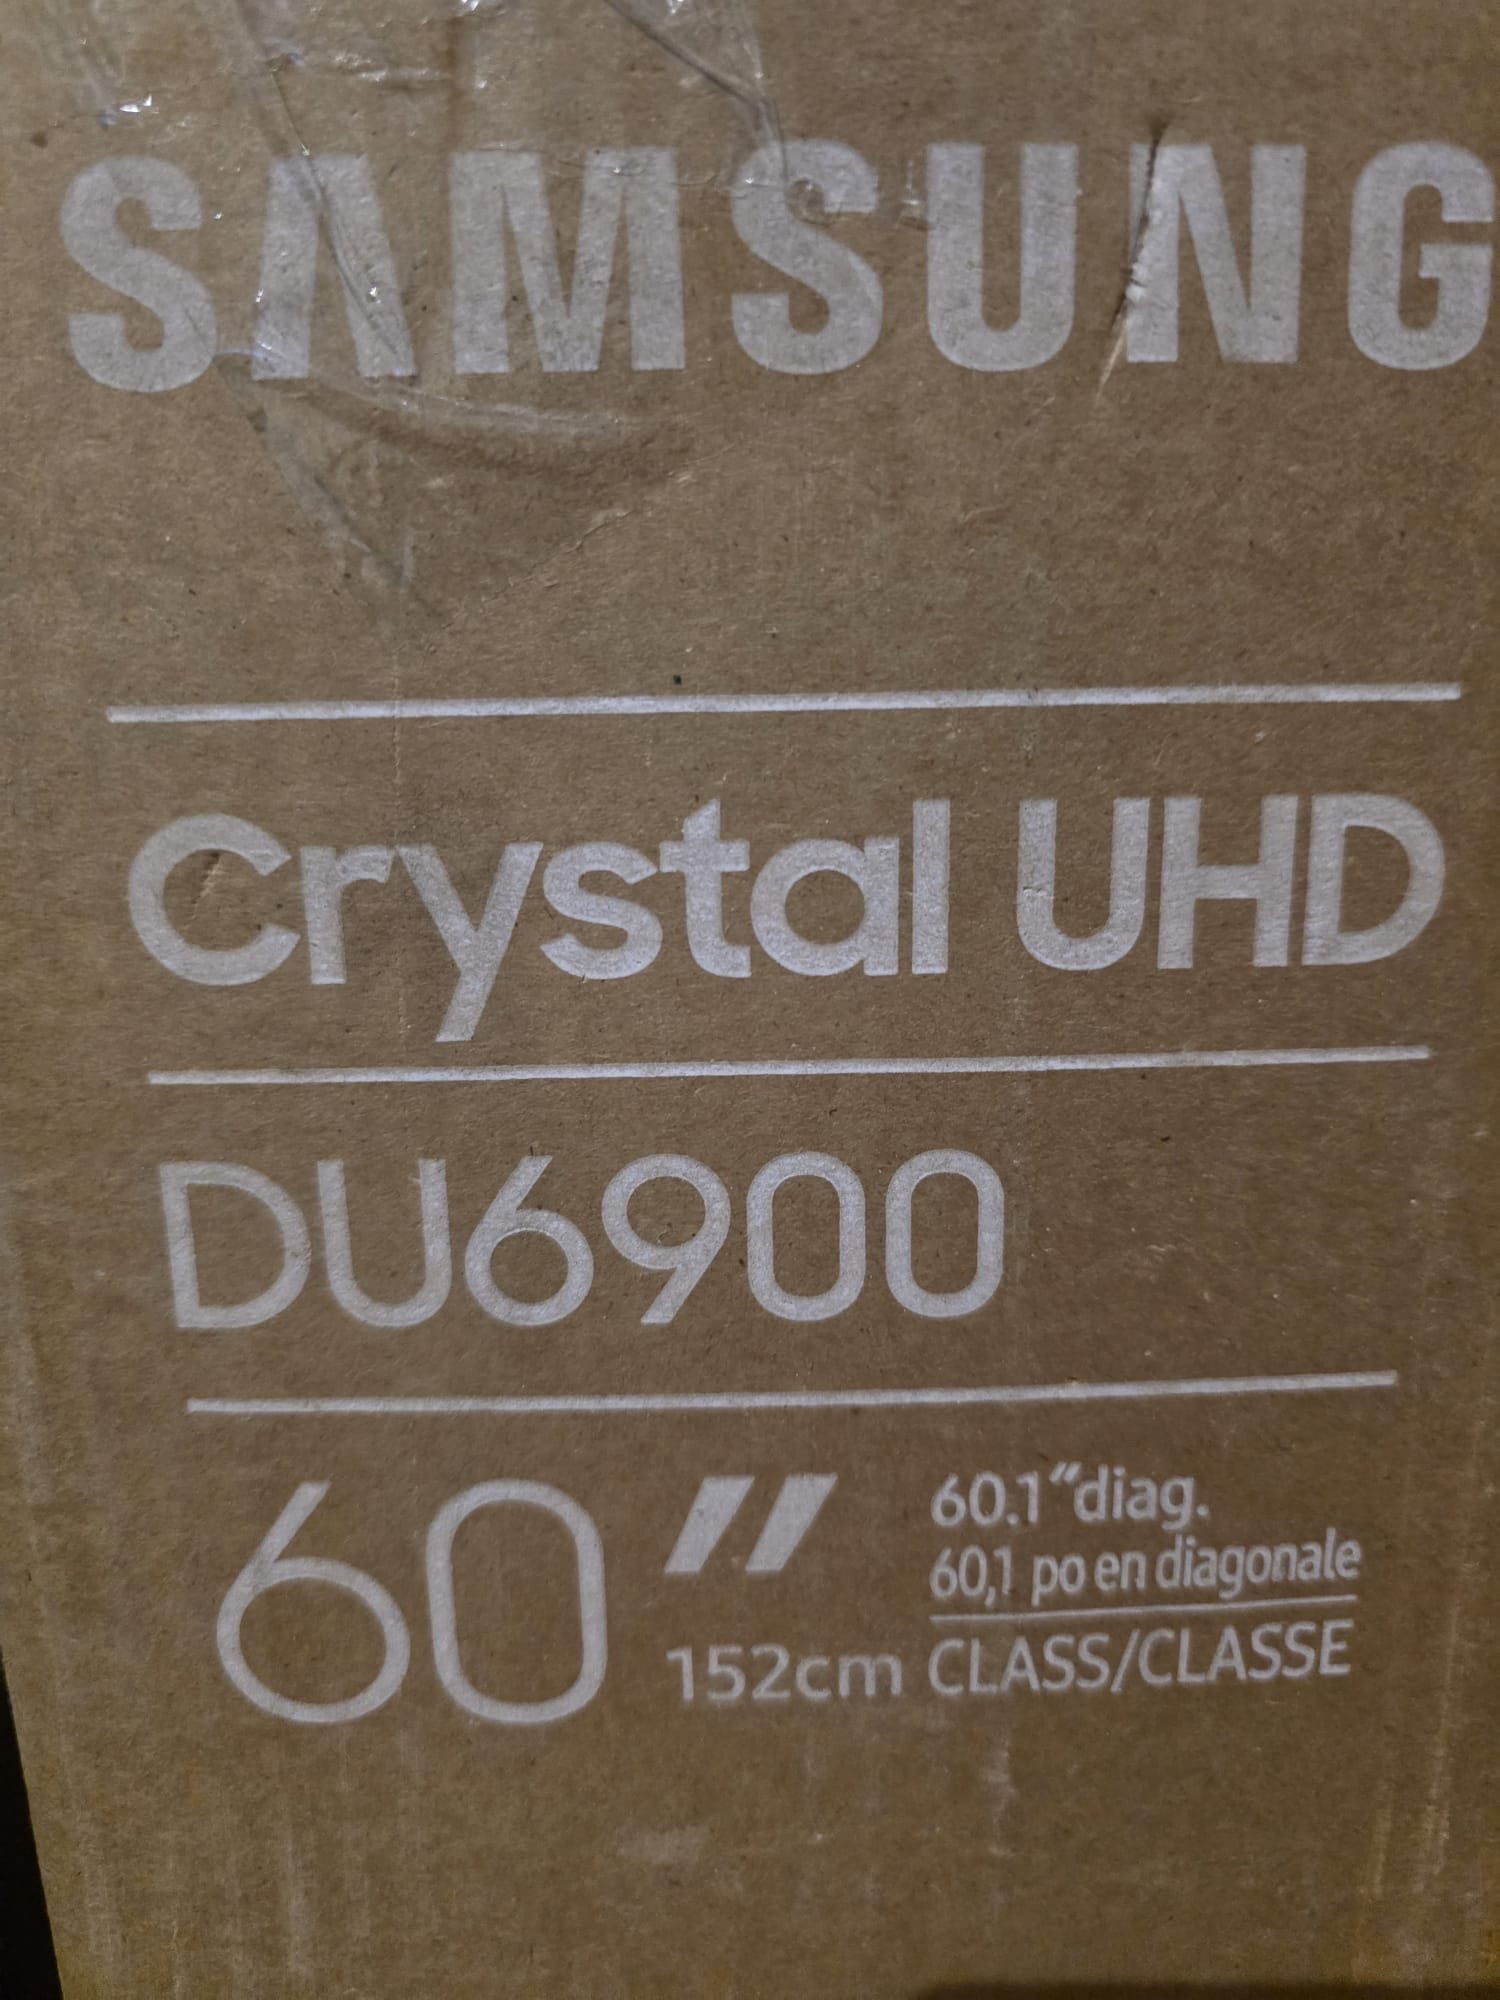 SAMSUNG
Crystal UHD
DU6900
60"
60.1"diag.
60,1 po en diagonale
152cm CLASS/CLASSE